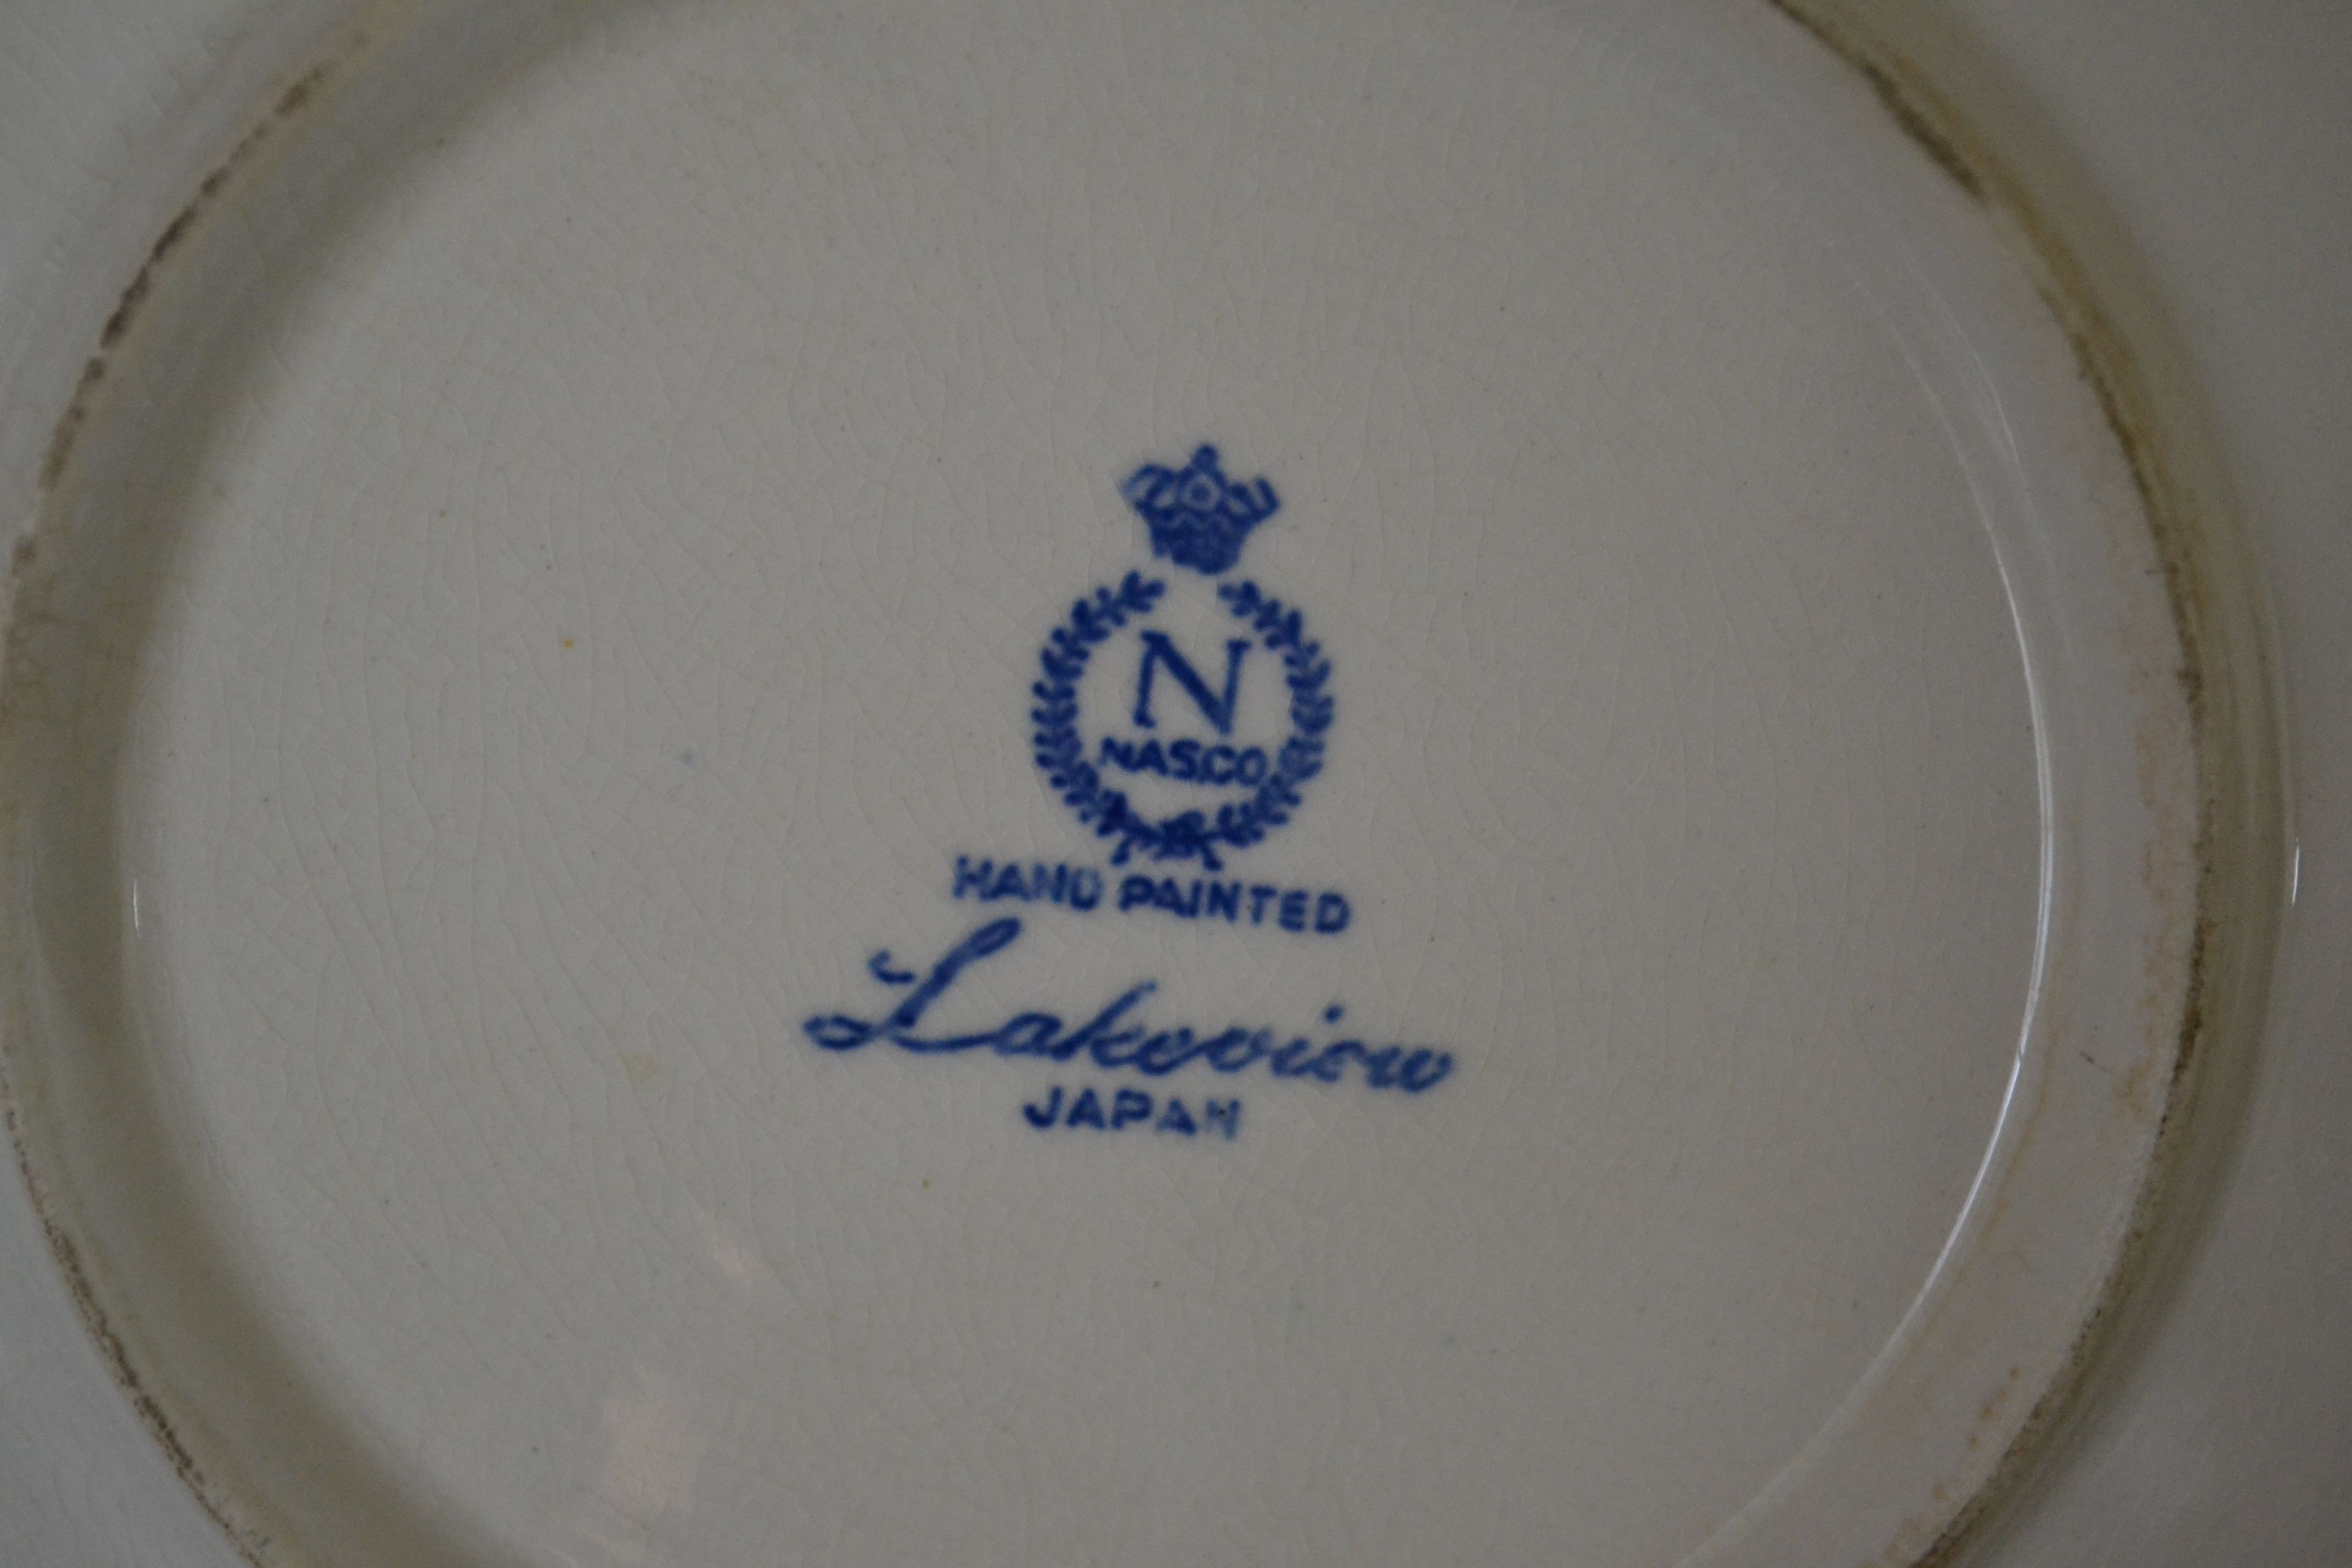 N
NASCO
HAND PAINTED
Lakeview
JAPAN